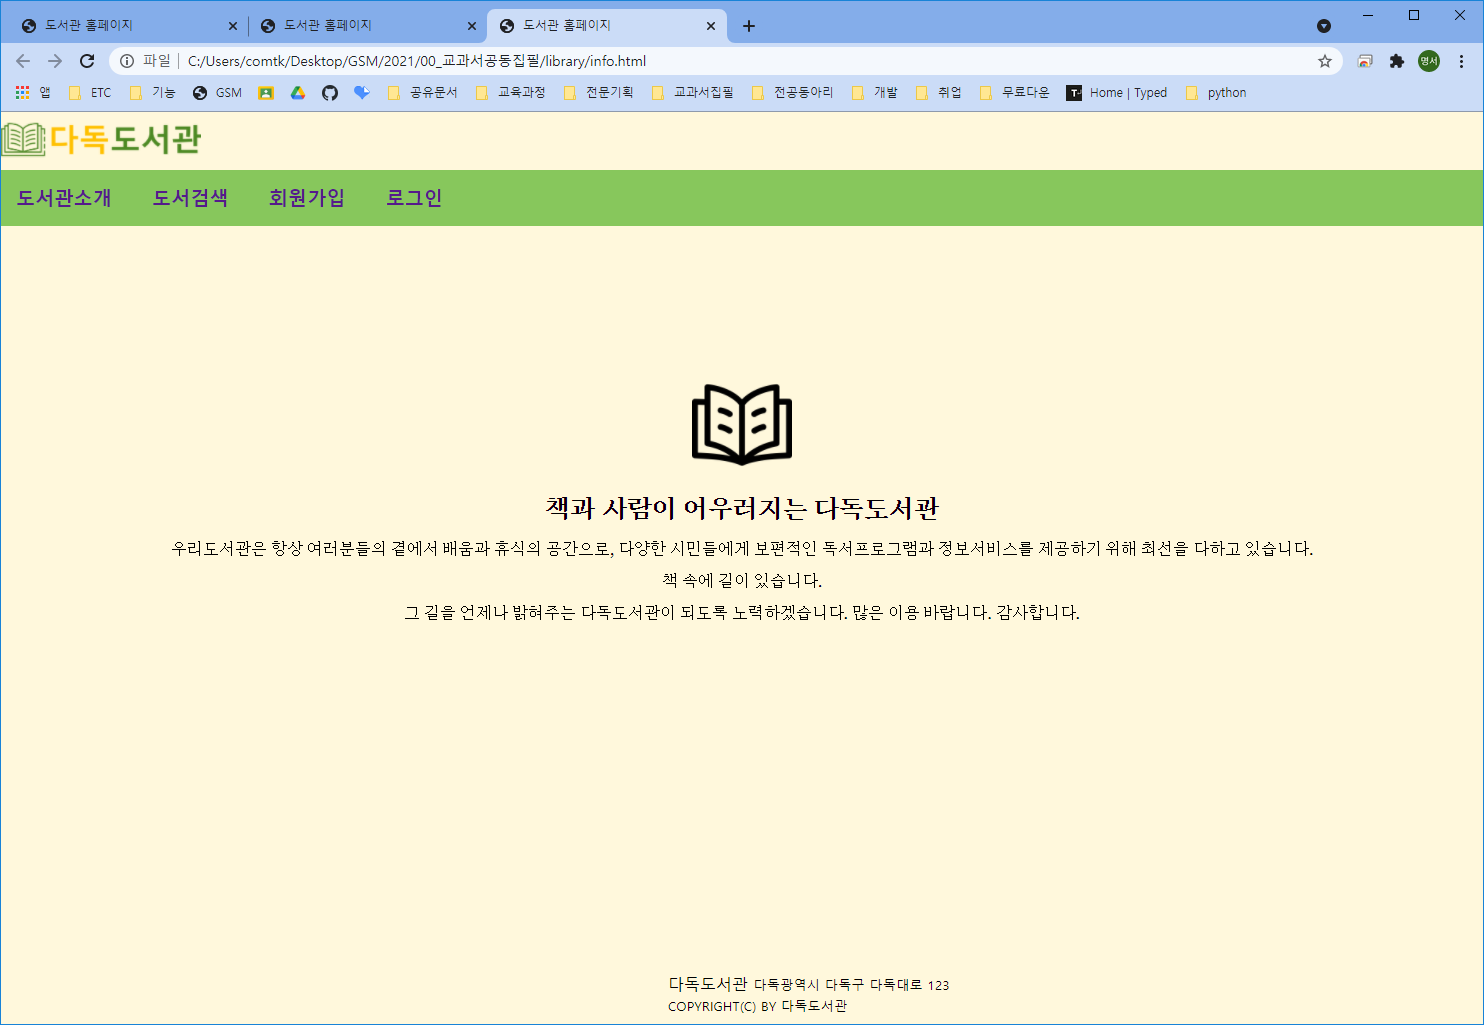 도서관 홈페이지 도서관 홈페이지 도서관 홈페이지
파일 C:/Users/comtk/Desktop/GSM/2021/00_교과서공동집필/library/info.html 명서
앱 ETC 기능 GSM 공유문서 교육과정 전문기획 교과서집필 전공동아리 개발 취업 무료다운 T Home | Typed python
다독도서관
도서관소개 도서검색 회원가입 로그인
책과 사람이 어우러지는 다독도서관
우리도서관은 항상 여러분들의 곁에서 배움과 휴식의 공간으로, 다양한 시민들에게 보편적인 독서프로그램과 정보서비스를 제공하기 위해 최선을 다하고 있습니다.
책 속에 길이 있습니다.
그 길을 언제나 밝혀주는 다독도서관이 되도록 노력하겠습니다. 많은 이용 바랍니다. 감사합니다.
다독도서관 다독광역시 다독구 다독대로 123
COPYRIGHT(C) BY 다독도서관